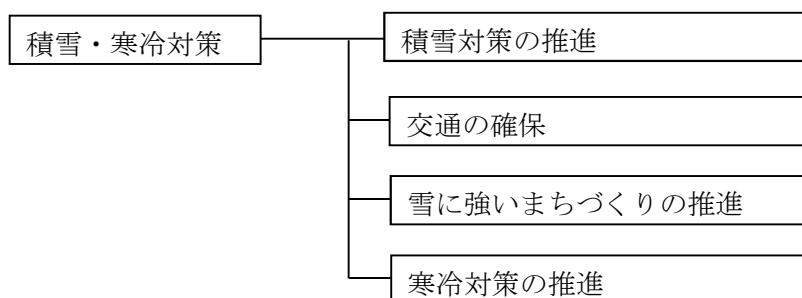 積雪・寒冷対策
積雪対策の推進
交通の確保
雪に強いまちづくりの推進
寒冷対策の推進